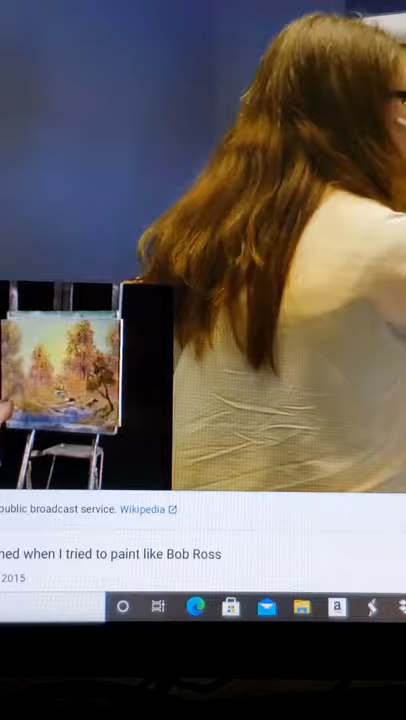 public broadcast service. Wikipedia
ned when I tried to paint like Bob Ross
2015
a